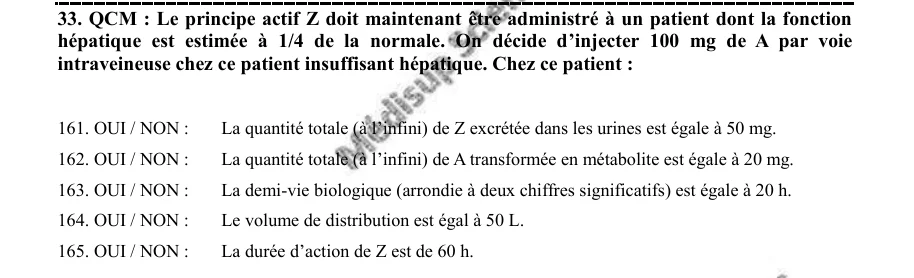 33. QCM : Le principe actif Z doit maintenant être administré à un patient dont la fonction
hépatique est estimée à 1/4 de la normale. On décide d’injecter 100 mg de A par voie
intraveineuse chez ce patient insuffisant hépatique. Chez ce patient :
161. OUI / NON : La quantité totale (à l’infini) de Z excrétée dans les urines est égale à 50 mg.
162. OUI / NON : La quantité totale (à l’infini) de A transformée en métabolite est égale à 20 mg.
163. OUI / NON : La demi-vie biologique (arrondie à deux chiffres significatifs) est égale à 20 h.
164. OUI / NON : Le volume de distribution est égal à 50 L.
165. OUI / NON : La durée d’action de Z est de 60 h.